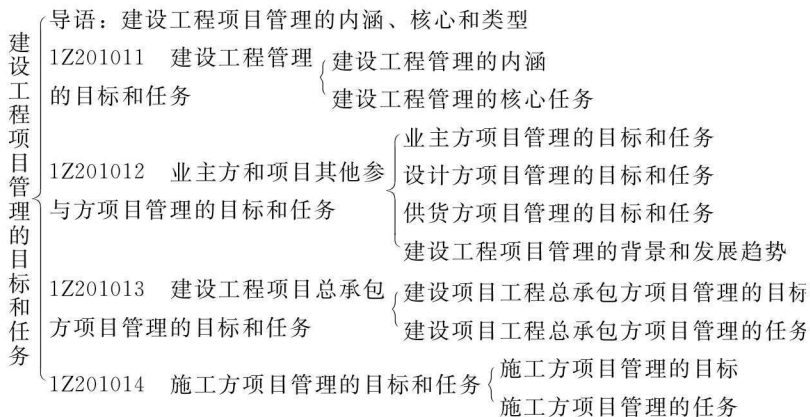 建设工程项目管理的目标和任务
导语：建设工程项目管理的内涵、核心和类型
1Z201011 建设工程管理
的目标和任务
建设工程管理的内涵
建设工程管理的核心任务
1Z201012 业主方和项目其他参
与方项目管理的目标和任务
业主方项目管理的目标和任务
设计方项目管理的目标和任务
供货方项目管理的目标和任务
建设工程项目管理的背景和发展趋势
1Z201013 建设工程项目总承包
方项目管理的目标和任务
建设项目工程总承包方项目管理的目标
建设项目工程总承包方项目管理的任务
1Z201014 施工方项目管理的目标和任务
施工方项目管理的目标
施工方项目管理的任务